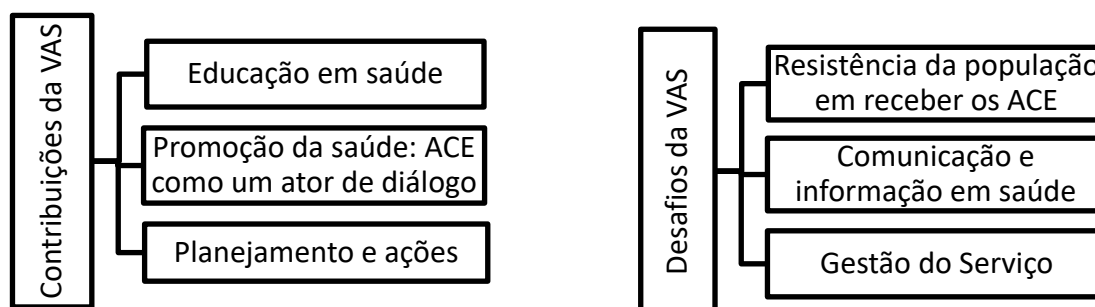 Contribuições da VAS
Educação em saúde
Promoção da saúde: ACE
como um ator de diálogo
Planejamento e ações
Desafios da VAS
Resistência da população
em receber os ACE
Comunicação e
informação em saúde
Gestão do Serviço